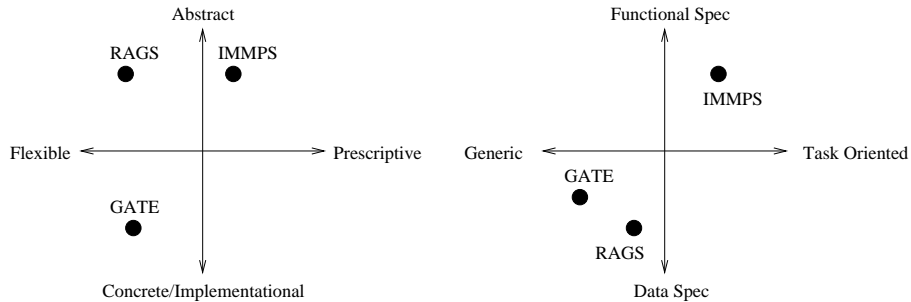 Abstract
RAGS
IMMPS
Flexible
Prescriptive
GATE
Concrete/Implementational
Functional Spec
IMMPS
Generic
Task Oriented
GATE
RAGS
Data Spec